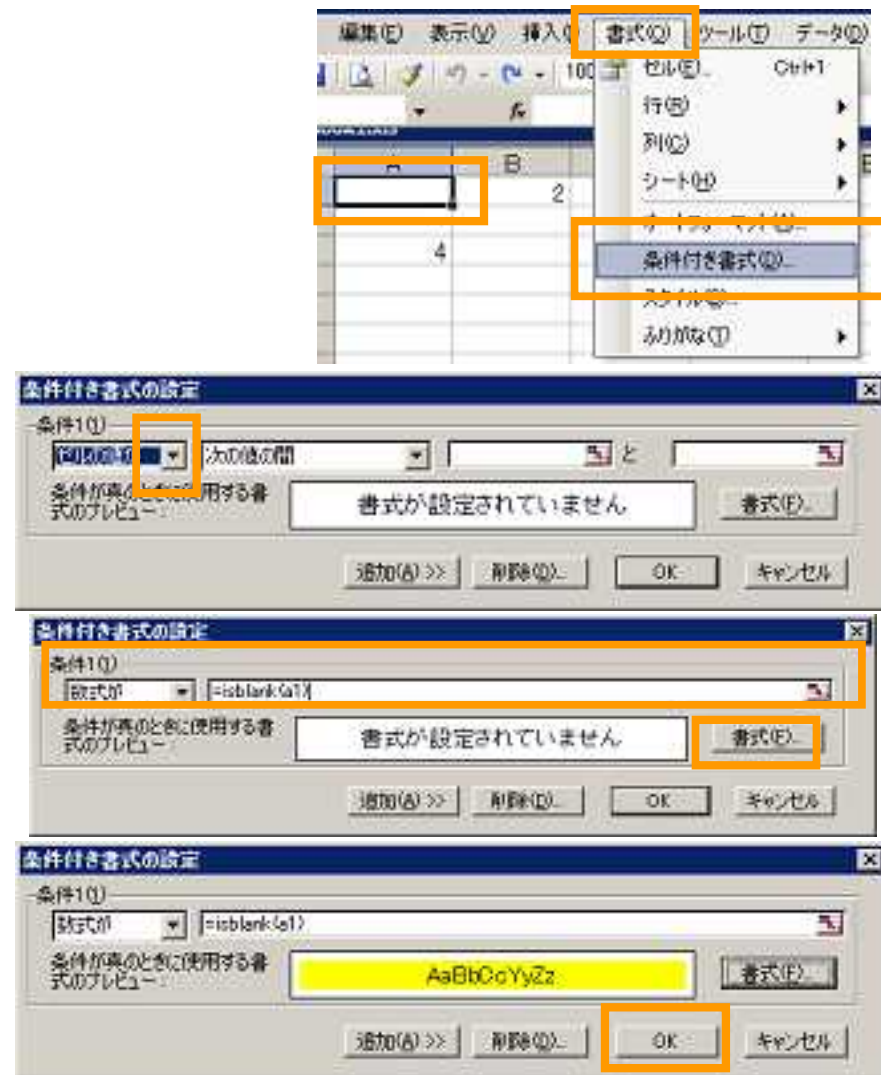 編集(E) 表示(V) 挿入( 書式(O) ツール(T) データ(D)
100 セル(E)... Ctrl+1
行(R)
列(C)
A B シート(H) E
2
4 条件付き書式(D)...
ふりがな(T)
条件付き書式の設定
条件1(1)
次の値の間 と
条件が真のときに使用する書
式のプレビュー:
書式が設定されていません 書式(F)...
追加(A) >> 削除(D)... OK キャンセル
条件付き書式の設定
条件1(1)
数式が =isblank(a1)
条件が真のときに使用する書
式のプレビュー:
書式が設定されていません 書式(F)...
追加(A) >> 削除(D)... OK キャンセル
条件付き書式の設定
条件1(1)
数式が =isblank(a1)
条件が真のときに使用する書
式のプレビュー:
AaBbCcYyZz 書式(F)...
追加(A) >> 削除(D)... OK キャンセル